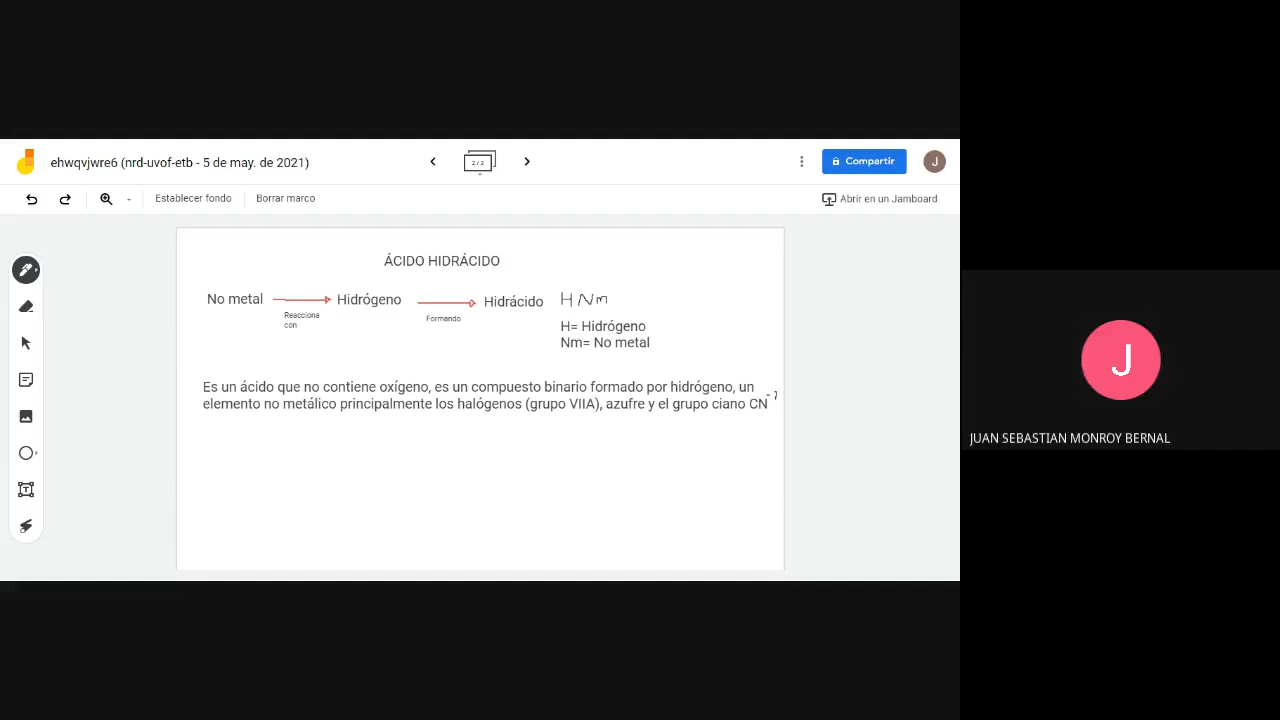 ehwqvjwre6 (nrd-uvof-etb - 5 de may. de 2021)
2 / 2
Compartir
J
Establecer fondo
Borrar marco
Abrir en un Jamboard
ÁCIDO HIDRÁCIDO
No metal
Reacciona
con
Hidrógeno
Formando
Hidrácido
H Nm
H= Hidrógeno
Nm= No metal
Es un ácido que no contiene oxígeno, es un compuesto binario formado por hidrógeno, un
elemento no metálico principalmente los halógenos (grupo VIIA), azufre y el grupo ciano CN⁻¹
J
JUAN SEBASTIAN MONROY BERNAL